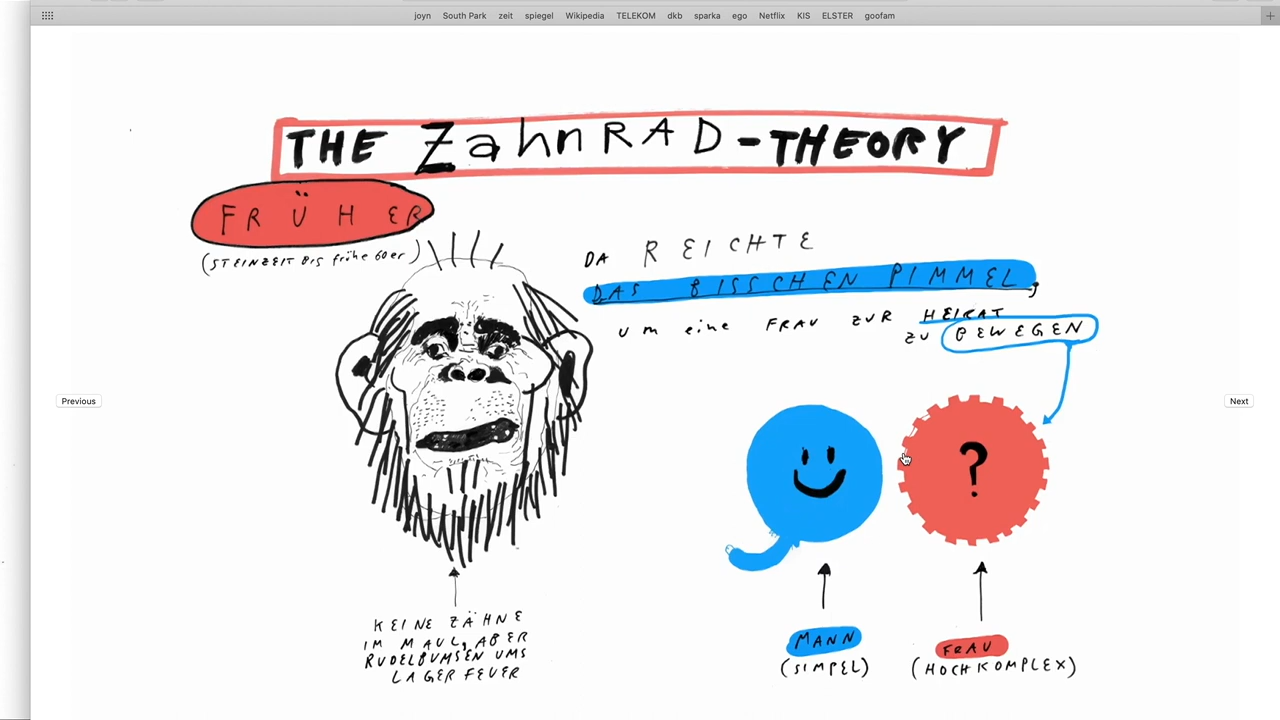 joyn South Park zeit spiegel Wikipedia TELEKOM dkb sparka ego Netflix KIS ELSTER goofam
THE ZahnRAD-THEORY
FRÜHER
(STEINZEIT BIS frühe 60er)
DA REICHTE
DAS BISSCHEN PIMMEL,
um eine FRAU ZUR HEIRAT
ZU BEWEGEN
Previous
Next
?
KEINE ZÄHNE
IM MAUL, ABER
RUDELBUMSEN UMS
LAGERFEUER
MANN
(SIMPEL)
FRAU
(HOCHKOMPLEX)